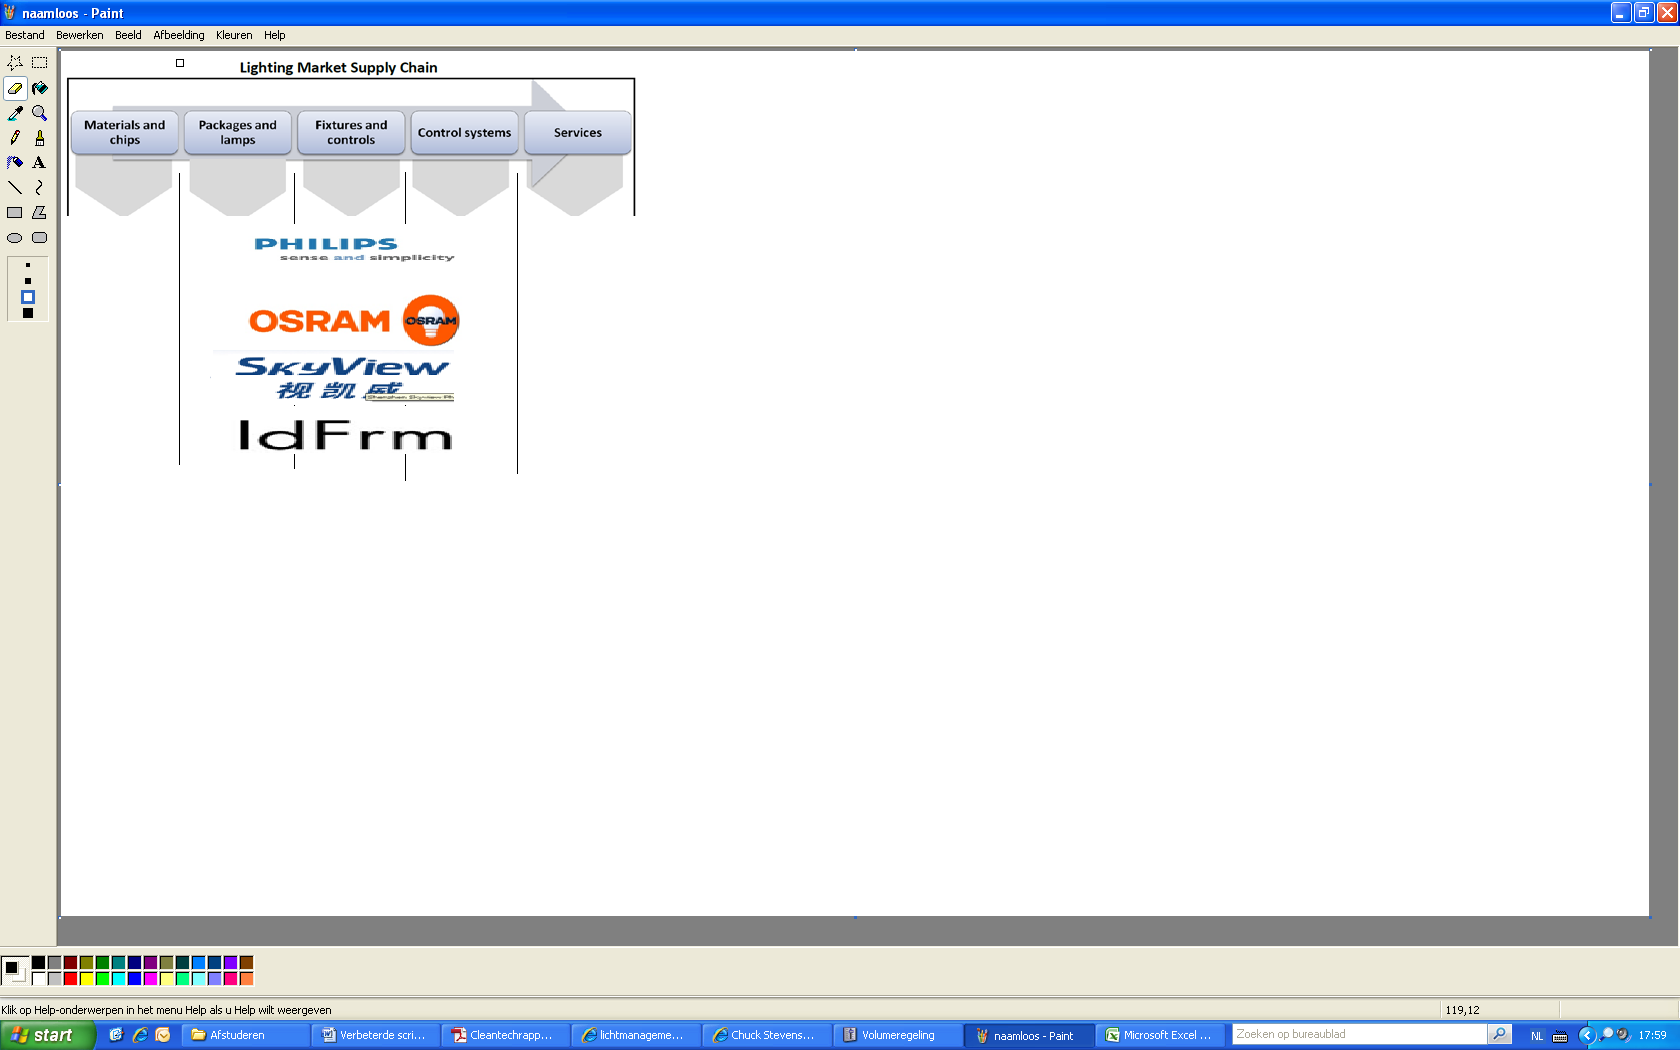 naamloos - Paint
Bestand Bewerken Beeld Afbeelding Kleuren Help
Lighting Market Supply Chain
Materials and chips
Packages and lamps
Fixtures and controls
Control systems
Services
PHILIPS
sense and simplicity
OSRAM OSRAM
SkyView
视凯威
Shenzhen Skyview Ph
IdFrm
Klik op Help-onderwerpen in het menu Help als u Help wilt weergeven
119,12
start Afstuderen Verbeterde scri... Cleantechrapp... lichtmanageme... Chuck Stevens... Volumeregeling naamloos - Paint Microsoft Excel ... Zoeken op bureaublad NL 17:59